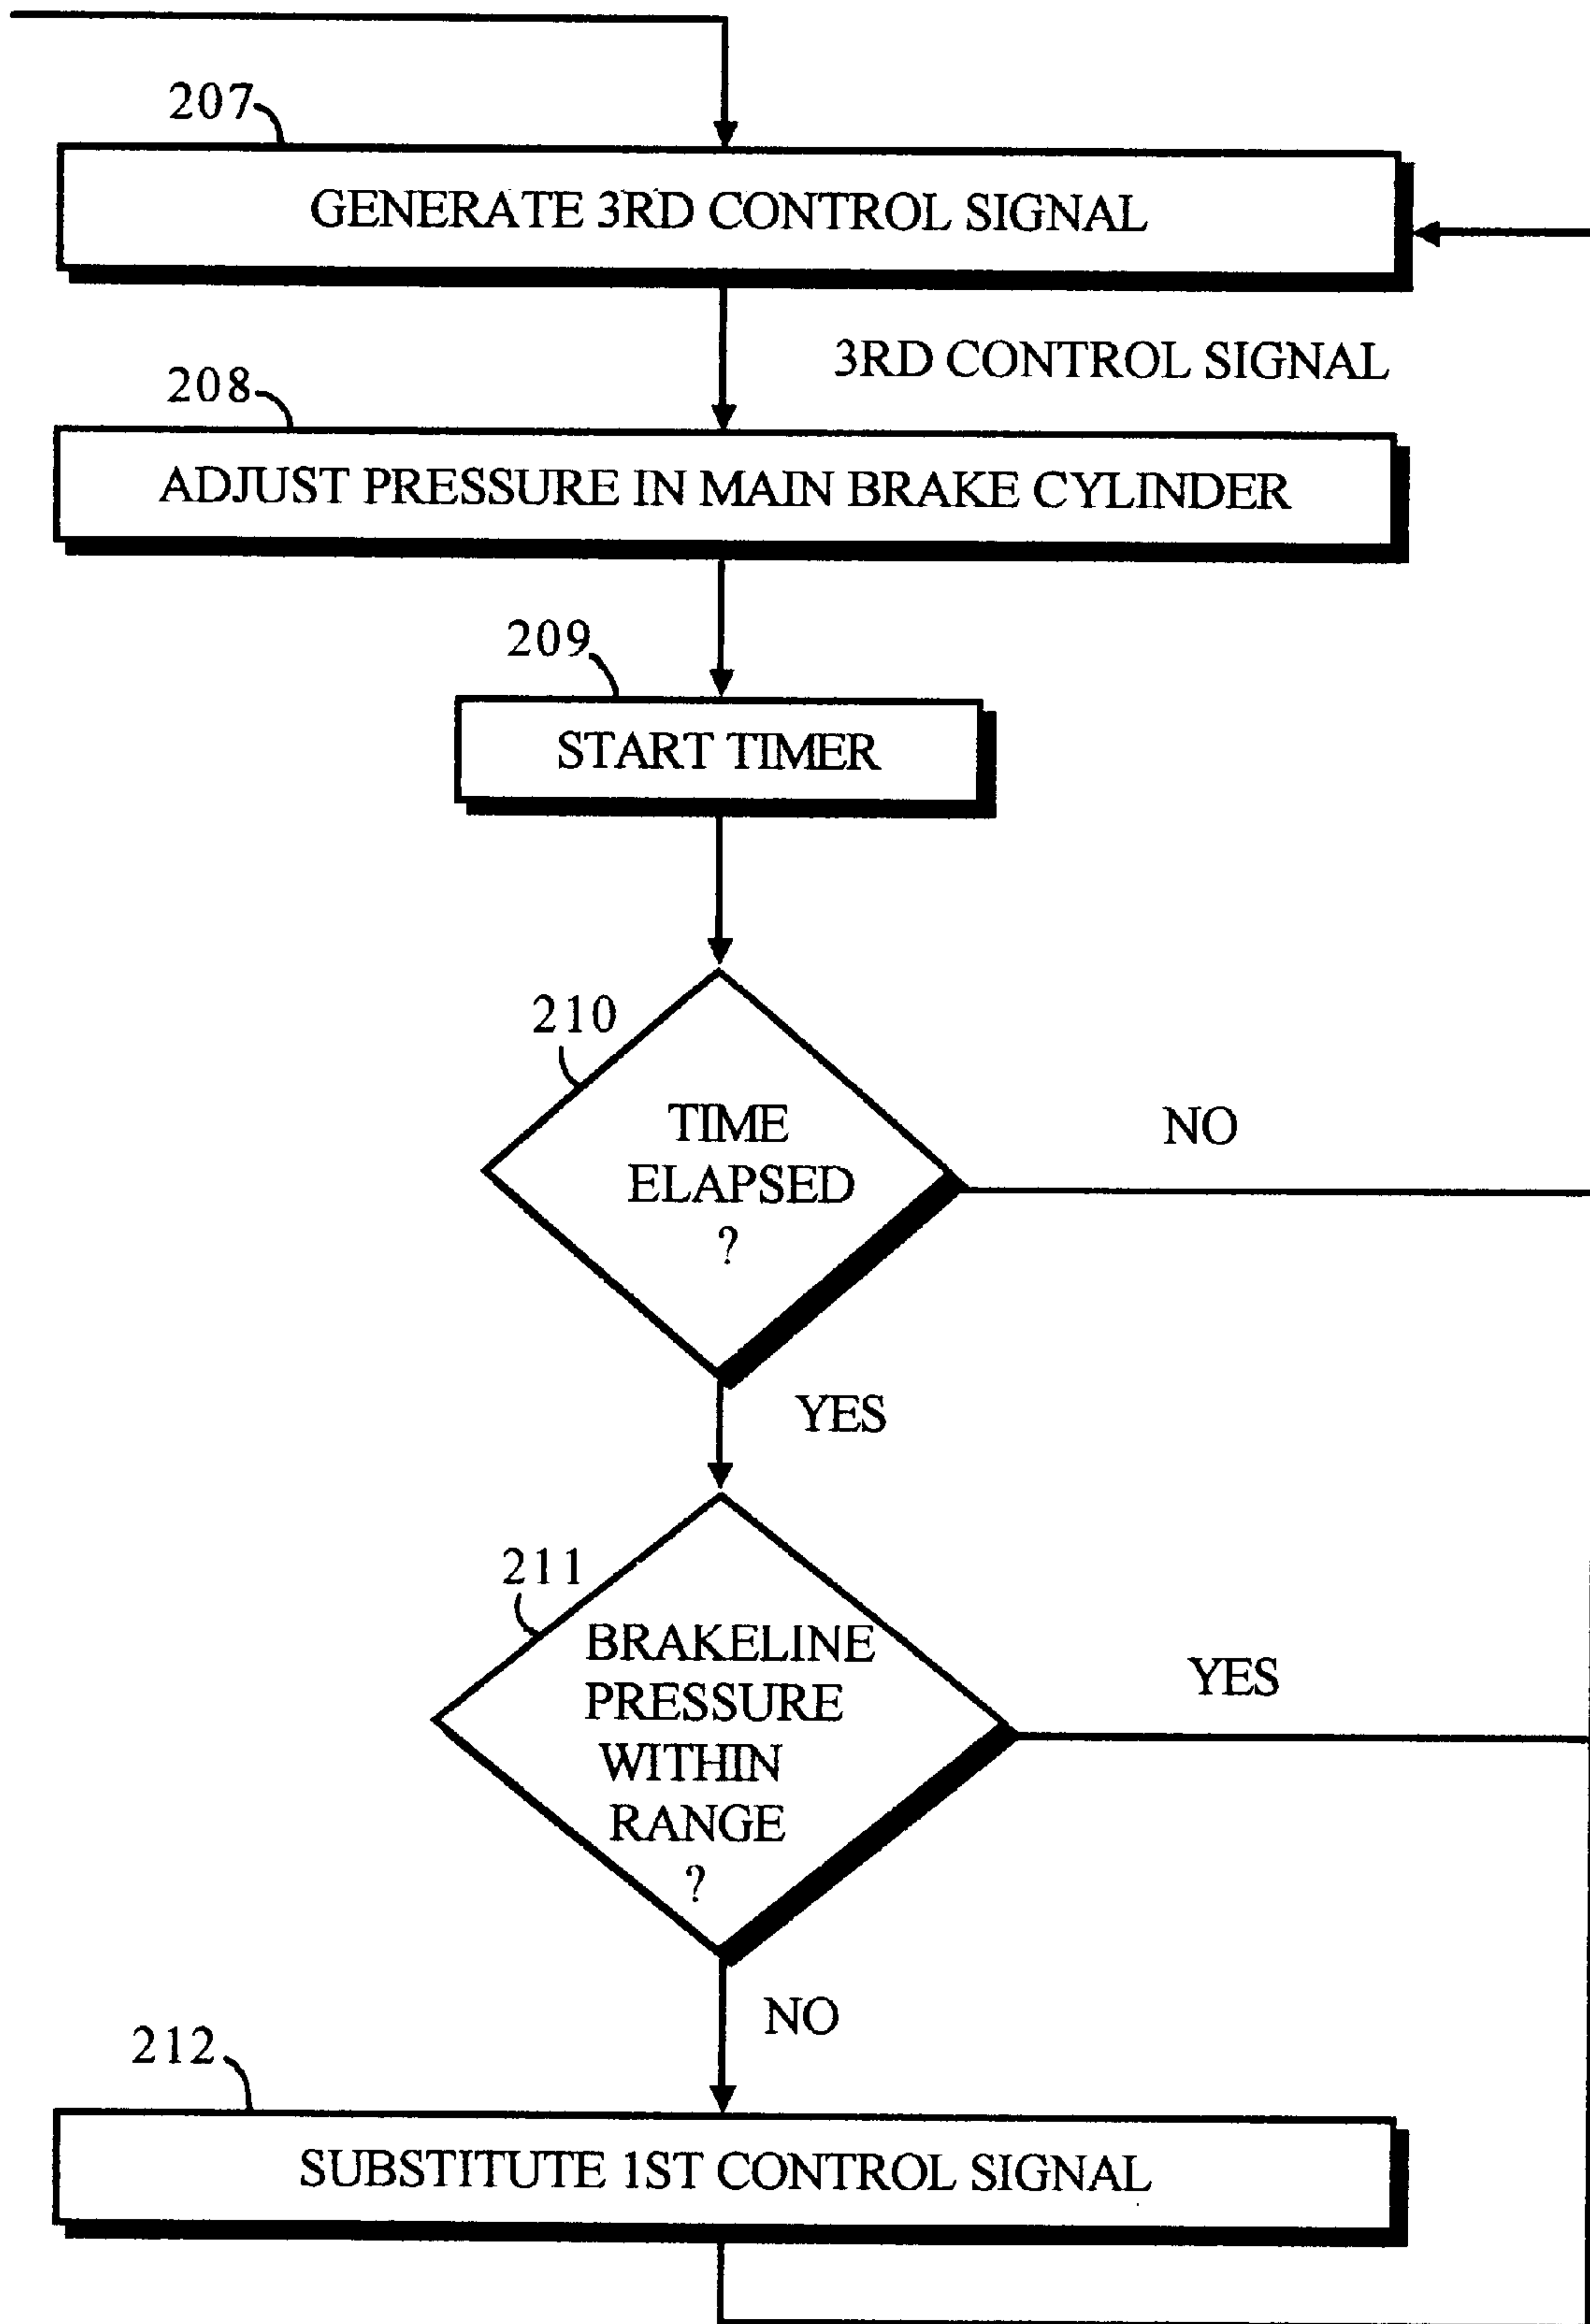 207
GENERATE 3RD CONTROL SIGNAL
3RD CONTROL SIGNAL
208
ADJUST PRESSURE IN MAIN BRAKE CYLINDER
209
START TIMER
210
TIME
ELAPSED
?
NO
YES
211
BRAKELINE
PRESSURE
WITHIN
RANGE
?
YES
NO
212
SUBSTITUTE 1ST CONTROL SIGNAL